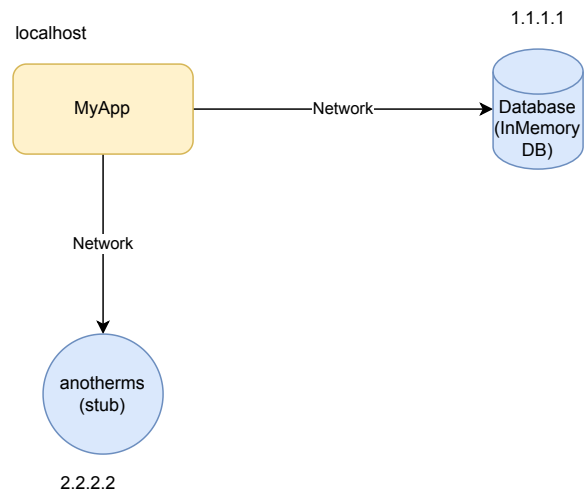 1.1.1.1
localhost
MyApp
Network
Database
(InMemory
DB)
Network
anotherms
(stub)
2.2.2.2